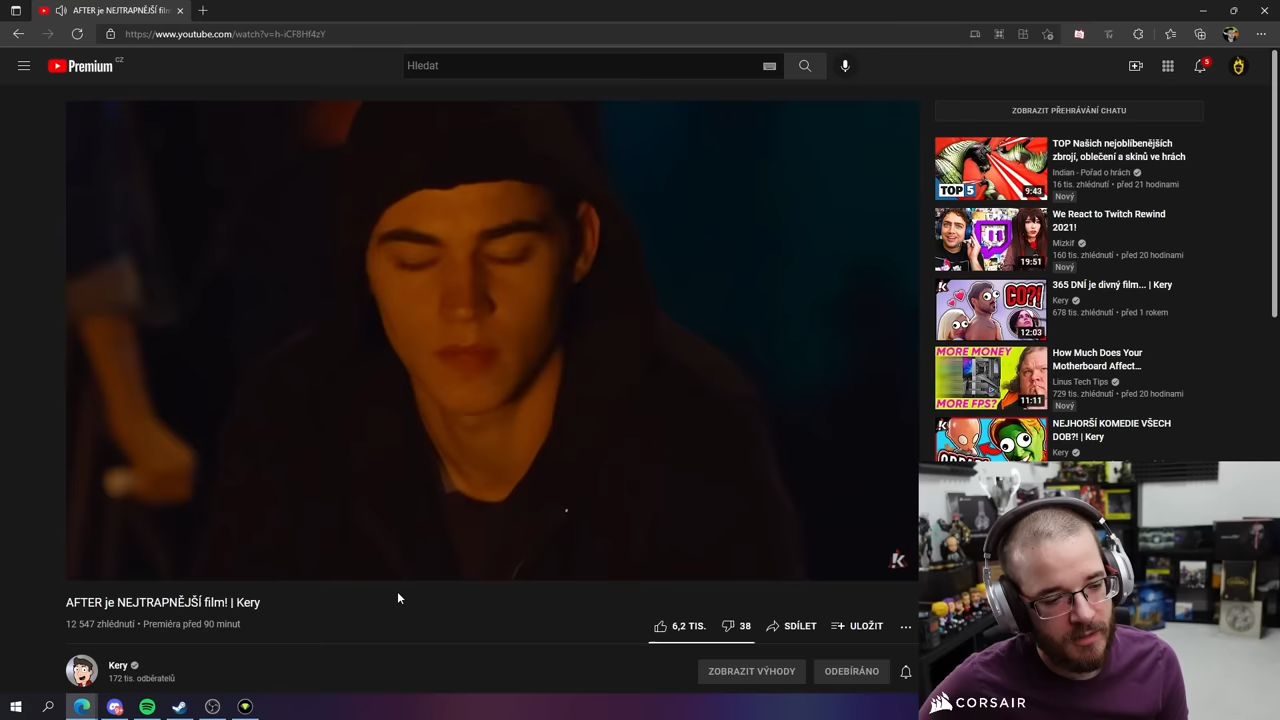 AFTER je NEJTRAPNĚJŠÍ film
https://www.youtube.com/watch?v=h-iCF8Hf4zY
Premium CZ
Hledat
5
ZOBRAZIT PŘEHRÁVÁNÍ CHATU
TOP 5
9:43
TOP Našich nejoblíbenějších
zbrojí, oblečení a skinů ve hrách
Indian - Pořad o hrách
16 tis. zhlédnutí • před 21 hodinami
Nový
19:51
We React to Twitch Rewind
2021!
Mizkif
160 tis. zhlédnutí • před 20 hodinami
Nový
CO?!
12:03
365 DNÍ je divný film... | Kery
Kery
678 tis. zhlédnutí • před 1 rokem
MORE MONEY
MORE FPS?
11:11
How Much Does Your
Motherboard Affect...
Linus Tech Tips
729 tis. zhlédnutí • před 20 hodinami
Nový
NEJHORŠÍ KOMEDIE VŠECH
DOB?! | Kery
Kery
K
AFTER je NEJTRAPNĚJŠÍ film! | Kery
12 547 zhlédnutí • Premiéra před 90 minut
6,2 TIS.
38
SDÍLET
ULOŽIT
Kery
172 tis. odběratelů
ZOBRAZIT VÝHODY
ODEBÍRÁNO
CORSAIR